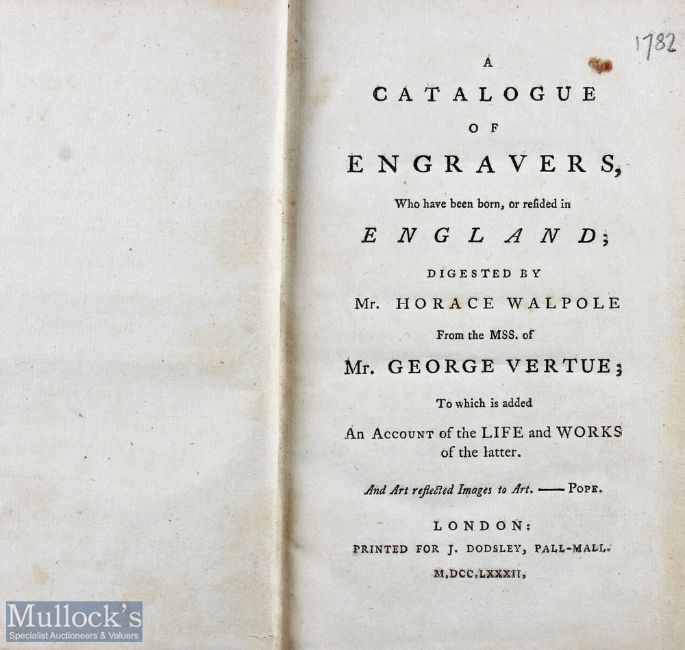 1782
A
CATALOGUE
OF
ENGRAVERS,
Who have been born, or reſided in
ENGLAND;
DIGESTED BY
Mr. HORACE WALPOLE
From the MSS. of
Mr. GEORGE VERTUE;
To which is added
An ACCOUNT of the LIFE and WORKS
of the latter.
And Art reflected Images to Art. —— POPE.
LONDON:
PRINTED FOR J. DODSLEY, PALL-MALL.
M.DCC.LXXXII.
Mullock's
Specialist Auctioneers & Valuers